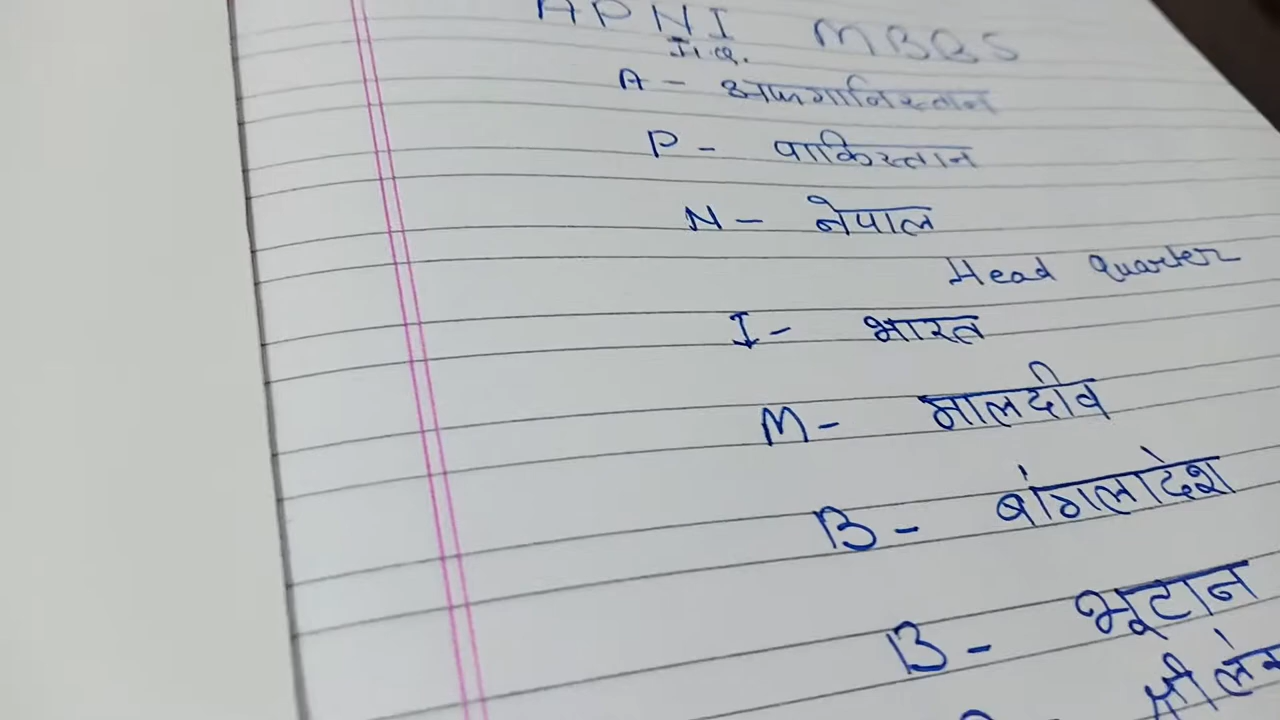 APNI MBBS
H.Q.
A - अफगानिस्तान
P - पाकिस्तान
N - नेपाल
Head Quarter
I - भारत
M - मालदीव
B - बांगलादेश
B - भूटान